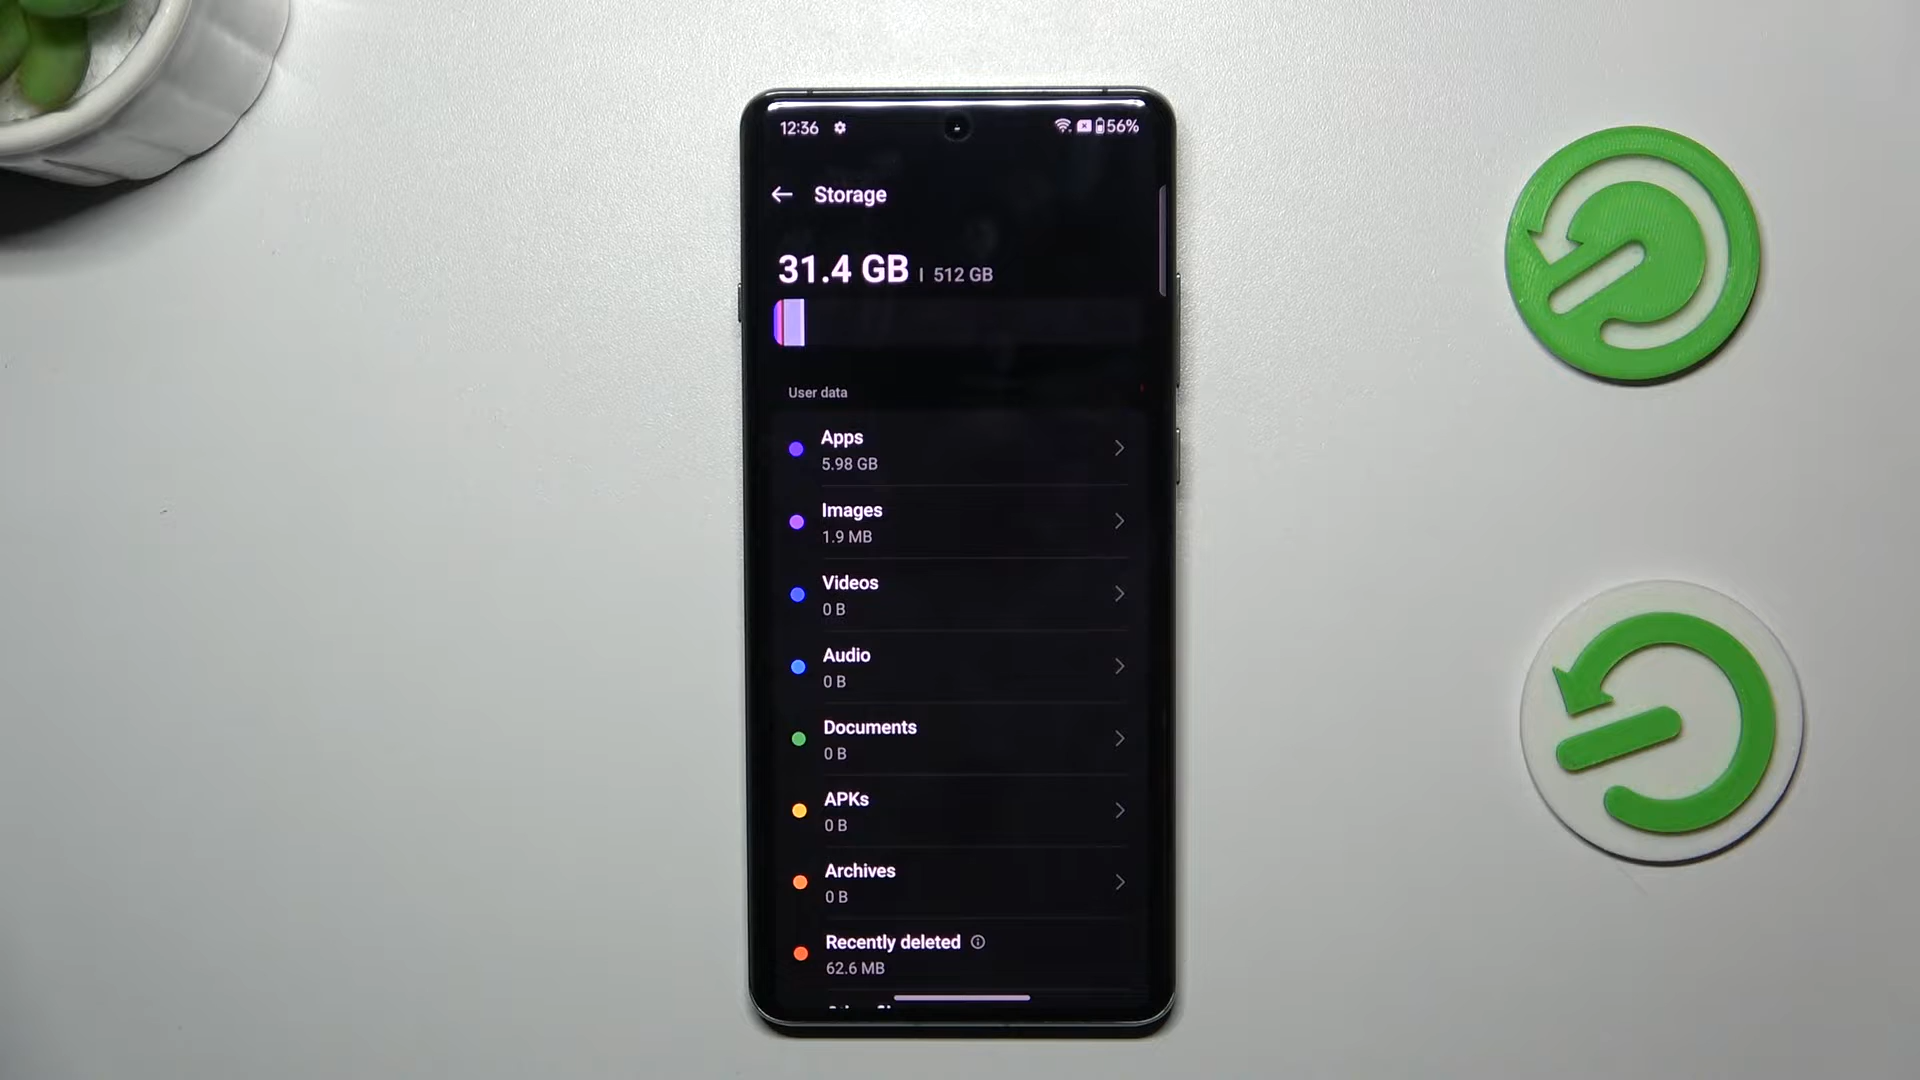 12:36 56%
Storage
31.4 GB | 512 GB
User data
Apps
5.98 GB
Images
1.9 MB
Videos
0 B
Audio
0 B
Documents
0 B
APKs
0 B
Archives
0 B
Recently deleted
62.6 MB